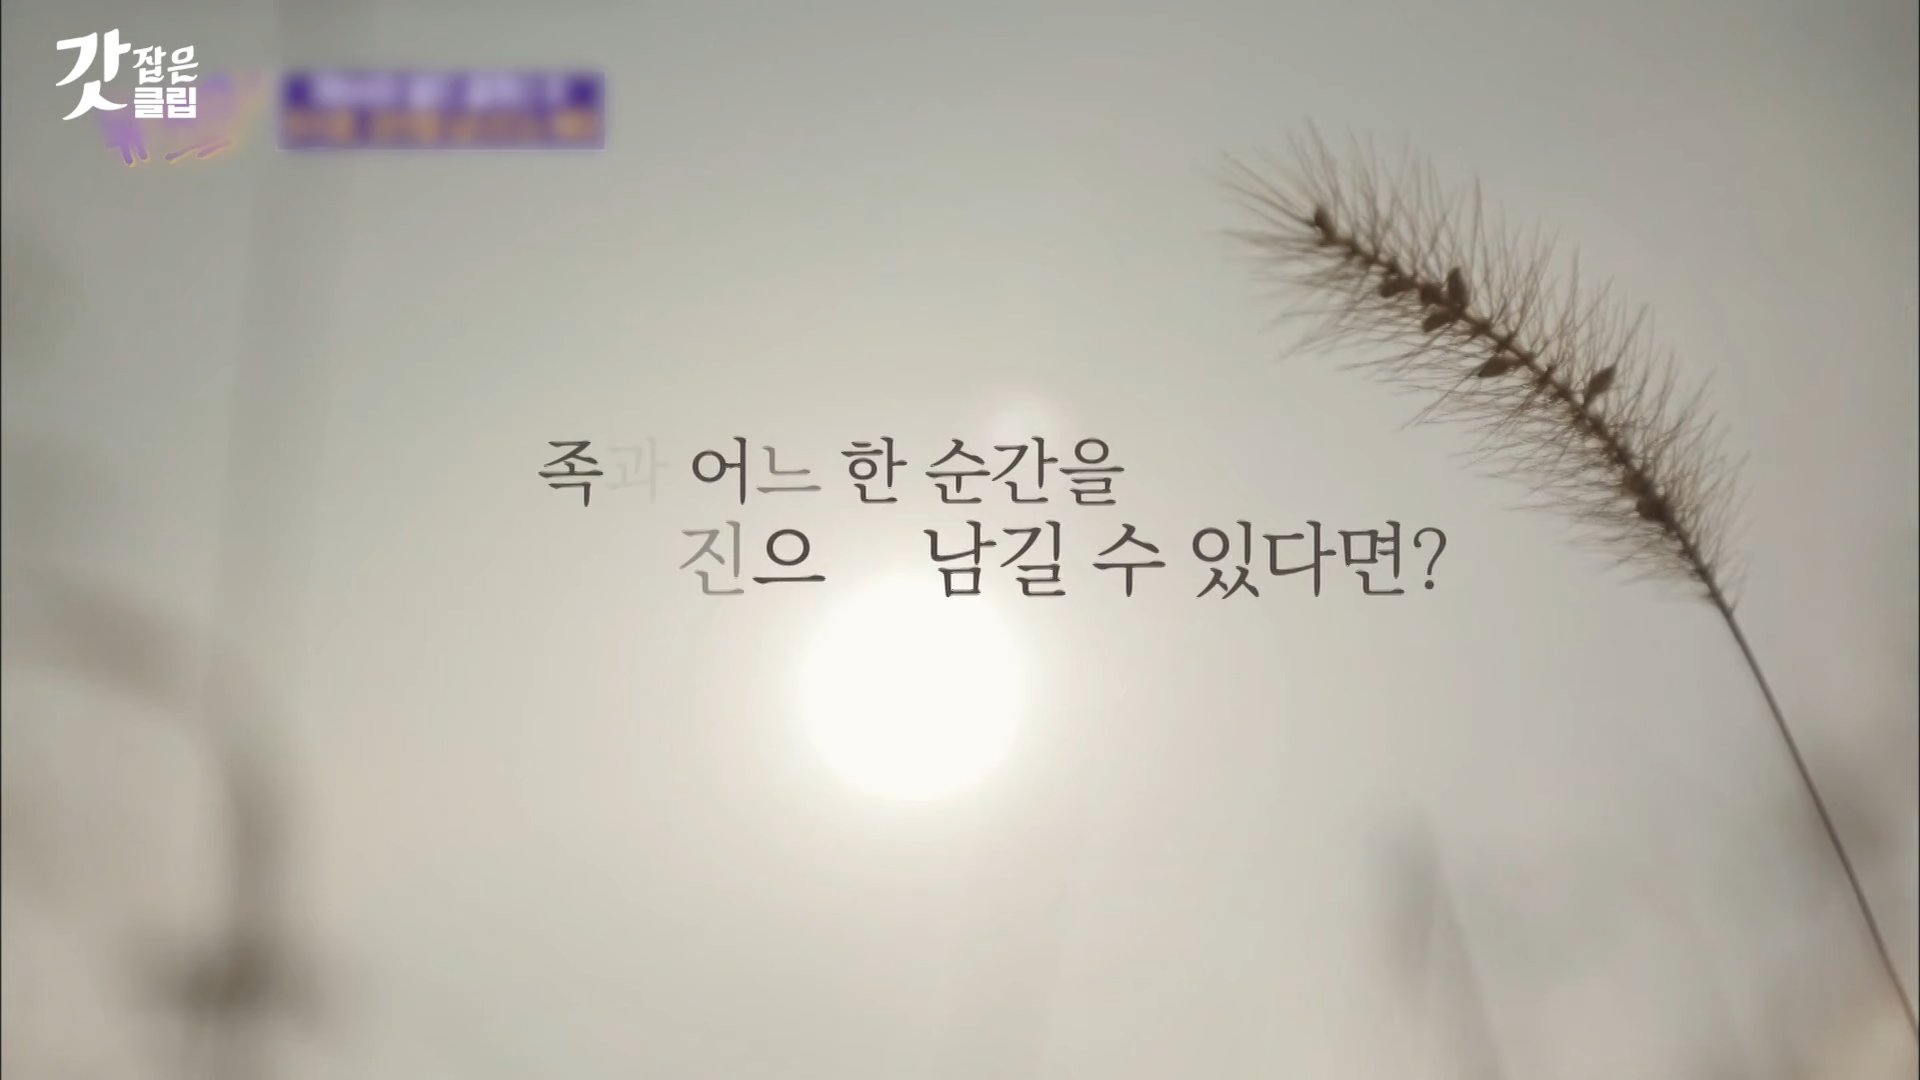 갓잡은
클립
족과 어느 한 순간을
진으 남길 수 있다면?